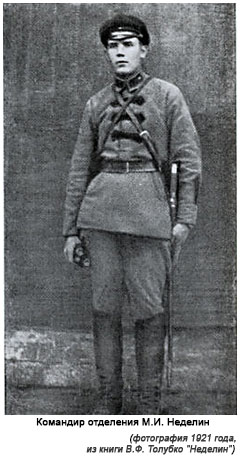 Командир отделения М.И. Неделин
(фотография 1921 года,
из книги В.Ф. Толубко "Неделин")